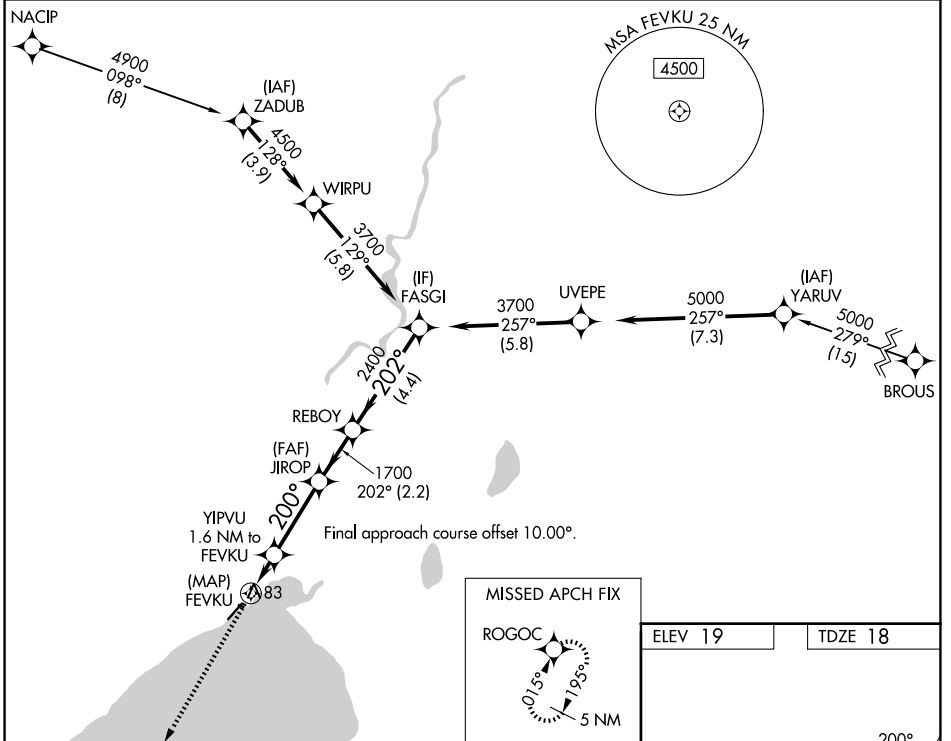 NACIP
4900
098°
(8)
(IAF)
ZADUB
4500
128°
(3.9)
WIRPU
3700
129°
(5.8)
MSA FEVKU 25 NM
4500
(IF)
FASGI
3700
257°
(5.8)
UVEPE
5000
257°
(7.3)
(IAF)
YARUV
5000
279°
(15)
BROUS
2400
202°
(4.4)
REBOY
(FAF)
JIROP
1700
202° (2.2)
200°
YIPVU
1.6 NM to
FEVKU
Final approach course offset 10.00°.
(MAP)
FEVKU
83
MISSED APCH FIX
ROGOC
015°
195°
5 NM
ELEV 19
TDZE 18
200°